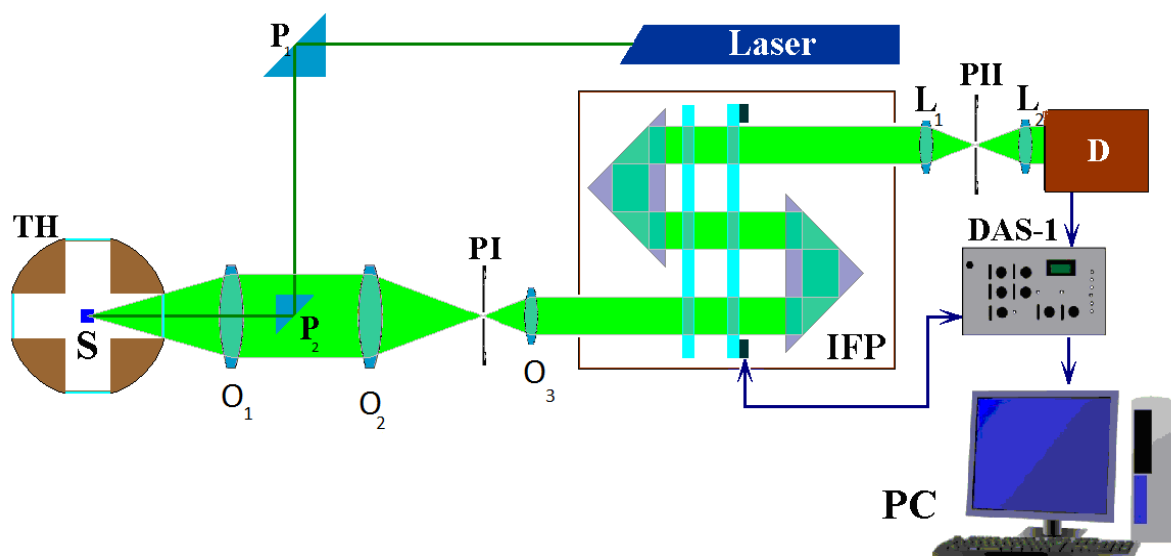 P₁
Laser
PII
L₁
L₂
D
TH
PI
DAS-1
S
P₂
IFP
O₁
O₂
O₃
PC